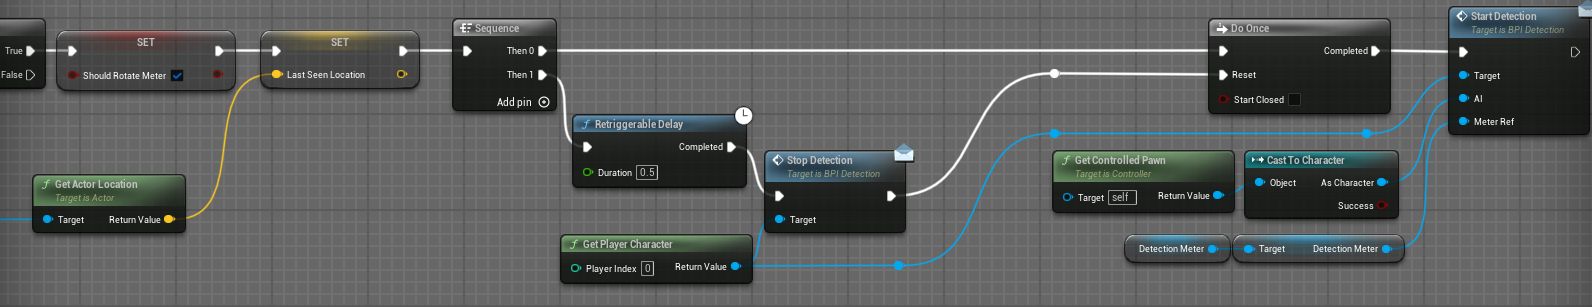 True
False
SET
Should Rotate Meter
SET
Last Seen Location
Get Actor Location
Target is Actor
Target
Return Value
Sequence
Then 0
Then 1
Add pin
Retriggerable Delay
Completed
Duration 0.5
Get Player Character
Player Index 0
Return Value
Stop Detection
Target is BPI Detection
Target
Do Once
Completed
Reset
Start Closed
Get Controlled Pawn
Target is Controller
Target self
Return Value
Cast To Character
Object
As Character
Success
Detection Meter
Target
Detection Meter
Start Detection
Target is BPI Detection
Target
AI
Meter Ref